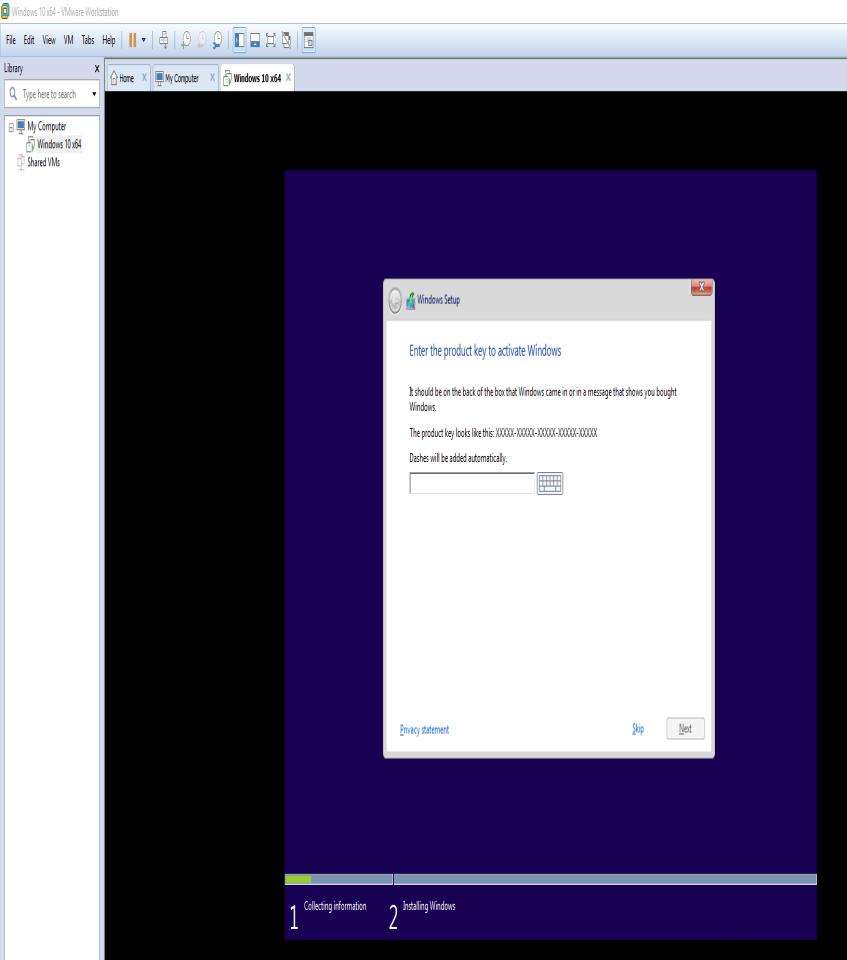 Windows 10 x64 - VMware Workstation
File Edit View VM Tabs Help
Library x
Home x My Computer x Windows 10 x64 x
Type here to search
My Computer
Windows 10 x64
Shared VMs
Windows Setup
x
Enter the product key to activate Windows
It should be on the back of the box that Windows came in or in a message that shows you bought
Windows.
The product key looks like this: XXXXX-XXXXX-XXXXX-XXXXX-XXXXX
Dashes will be added automatically.
Privacy statement Skip Next
1 Collecting information 2 Installing Windows